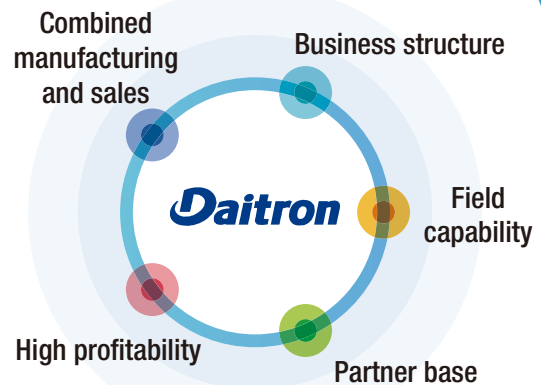 Combined
manufacturing
and sales
Business structure
Daitron
Field
capability
High profitability
Partner base